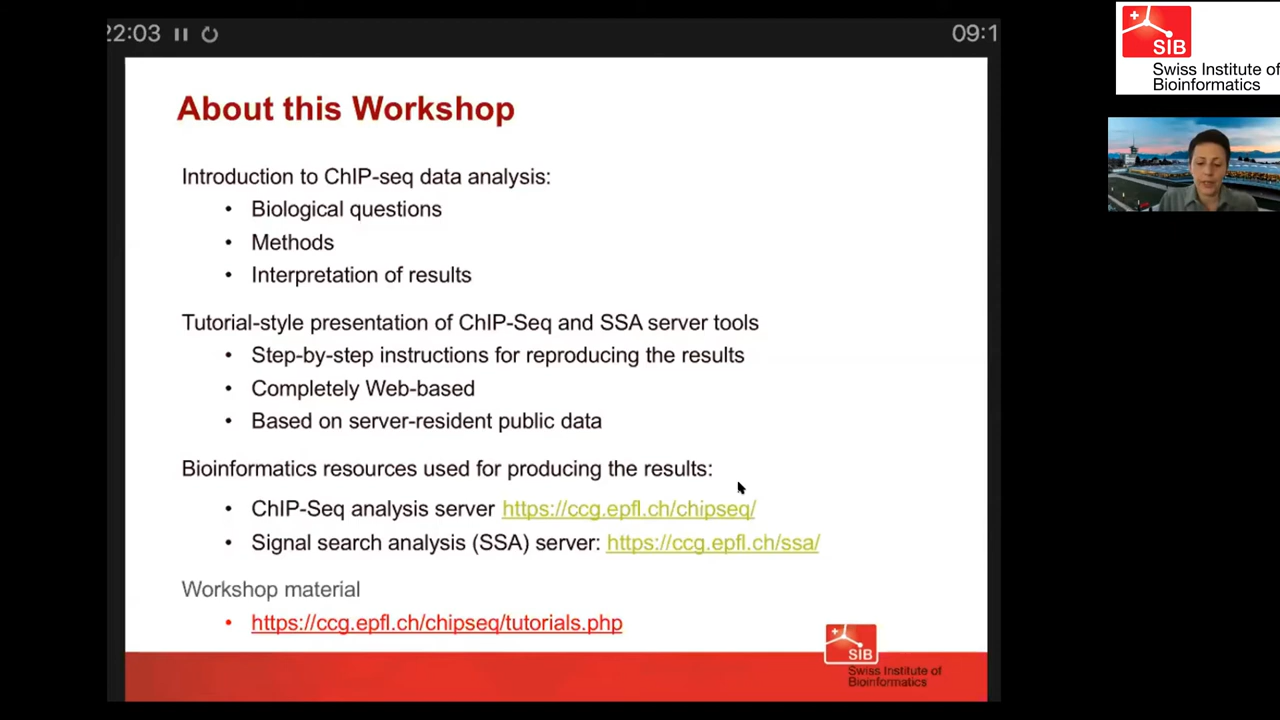 22:03
09:1
SIB
Swiss Institute of
Bioinformatics
About this Workshop
Introduction to ChIP-seq data analysis:
• Biological questions
• Methods
• Interpretation of results
Tutorial-style presentation of ChIP-Seq and SSA server tools
• Step-by-step instructions for reproducing the results
• Completely Web-based
• Based on server-resident public data
Bioinformatics resources used for producing the results:
• ChIP-Seq analysis server https://ccg.epfl.ch/chipseq/
• Signal search analysis (SSA) server: https://ccg.epfl.ch/ssa/
Workshop material
• https://ccg.epfl.ch/chipseq/tutorials.php
SIB
Swiss Institute of
Bioinformatics